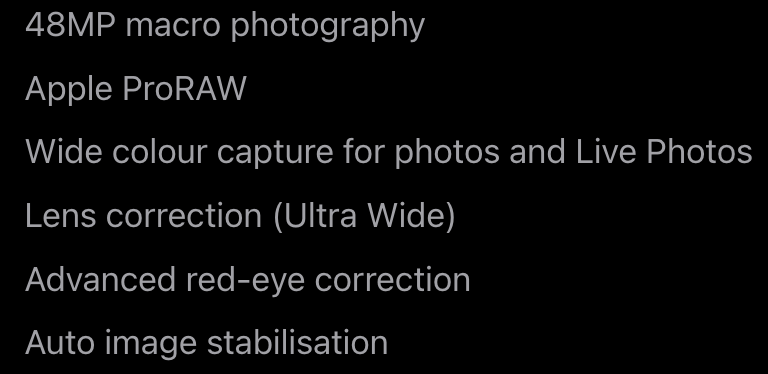 48MP macro photography
Apple ProRAW
Wide colour capture for photos and Live Photos
Lens correction (Ultra Wide)
Advanced red-eye correction
Auto image stabilisation